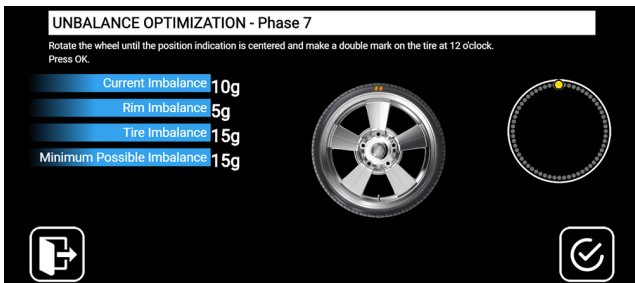 UNBALANCE OPTIMIZATION - Phase 7
Rotate the wheel until the position indication is centered and make a double mark on the tire at 12 o'clock.
Press OK.
Current Imbalance 10g
Rim Imbalance 5g
Tire Imbalance 15g
Minimum Possible Imbalance 15g